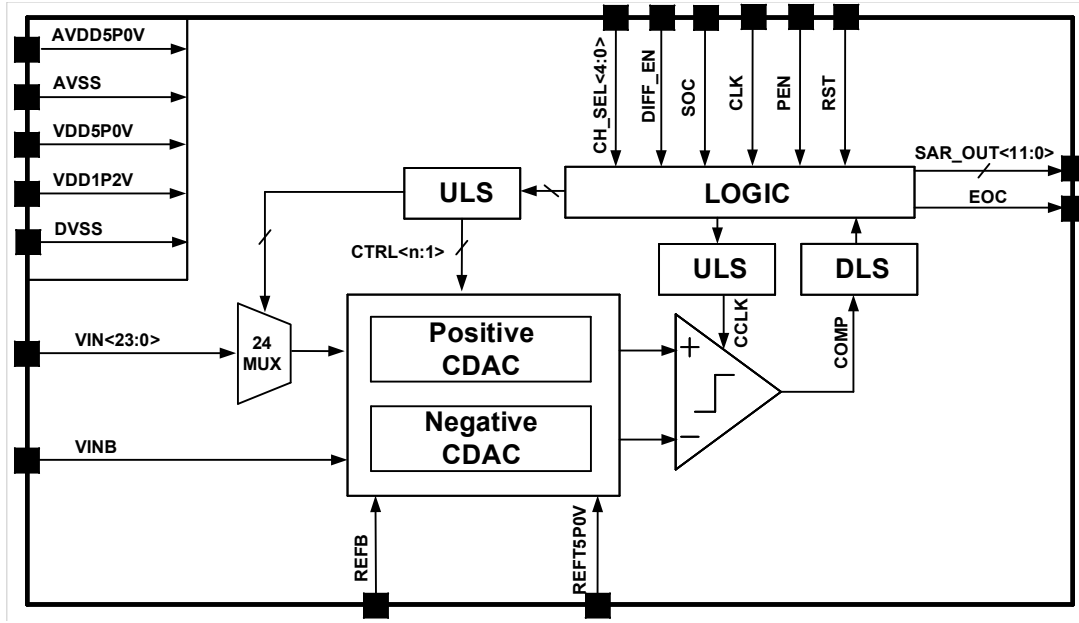 AVDD5P0V
AVSS
VDD5P0V
VDD1P2V
DVSS
CH_SEL<4:0>
DIFF_EN
SOC
CLK
PEN
RST
SAR_OUT<11:0>
EOC
ULS
LOGIC
CTRL<n:1>
ULS
DLS
CCLK
COMP
VIN<23:0>
24
MUX
Positive
CDAC
+
Negative
CDAC
−
VINB
REFB
REFT5P0V